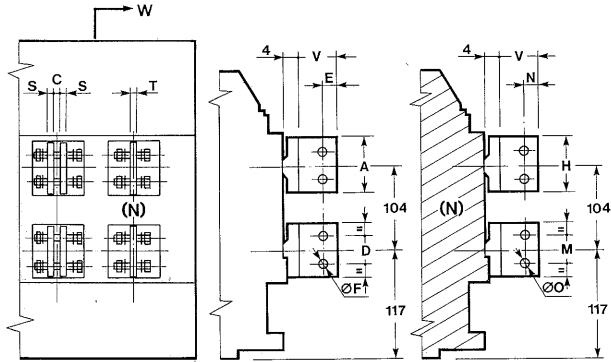 W
4 V
4 V
S C S T
E
N
A
H
104
104
(N)
(N)
=
D
=
=
M
=
ØF
ØO
117
117